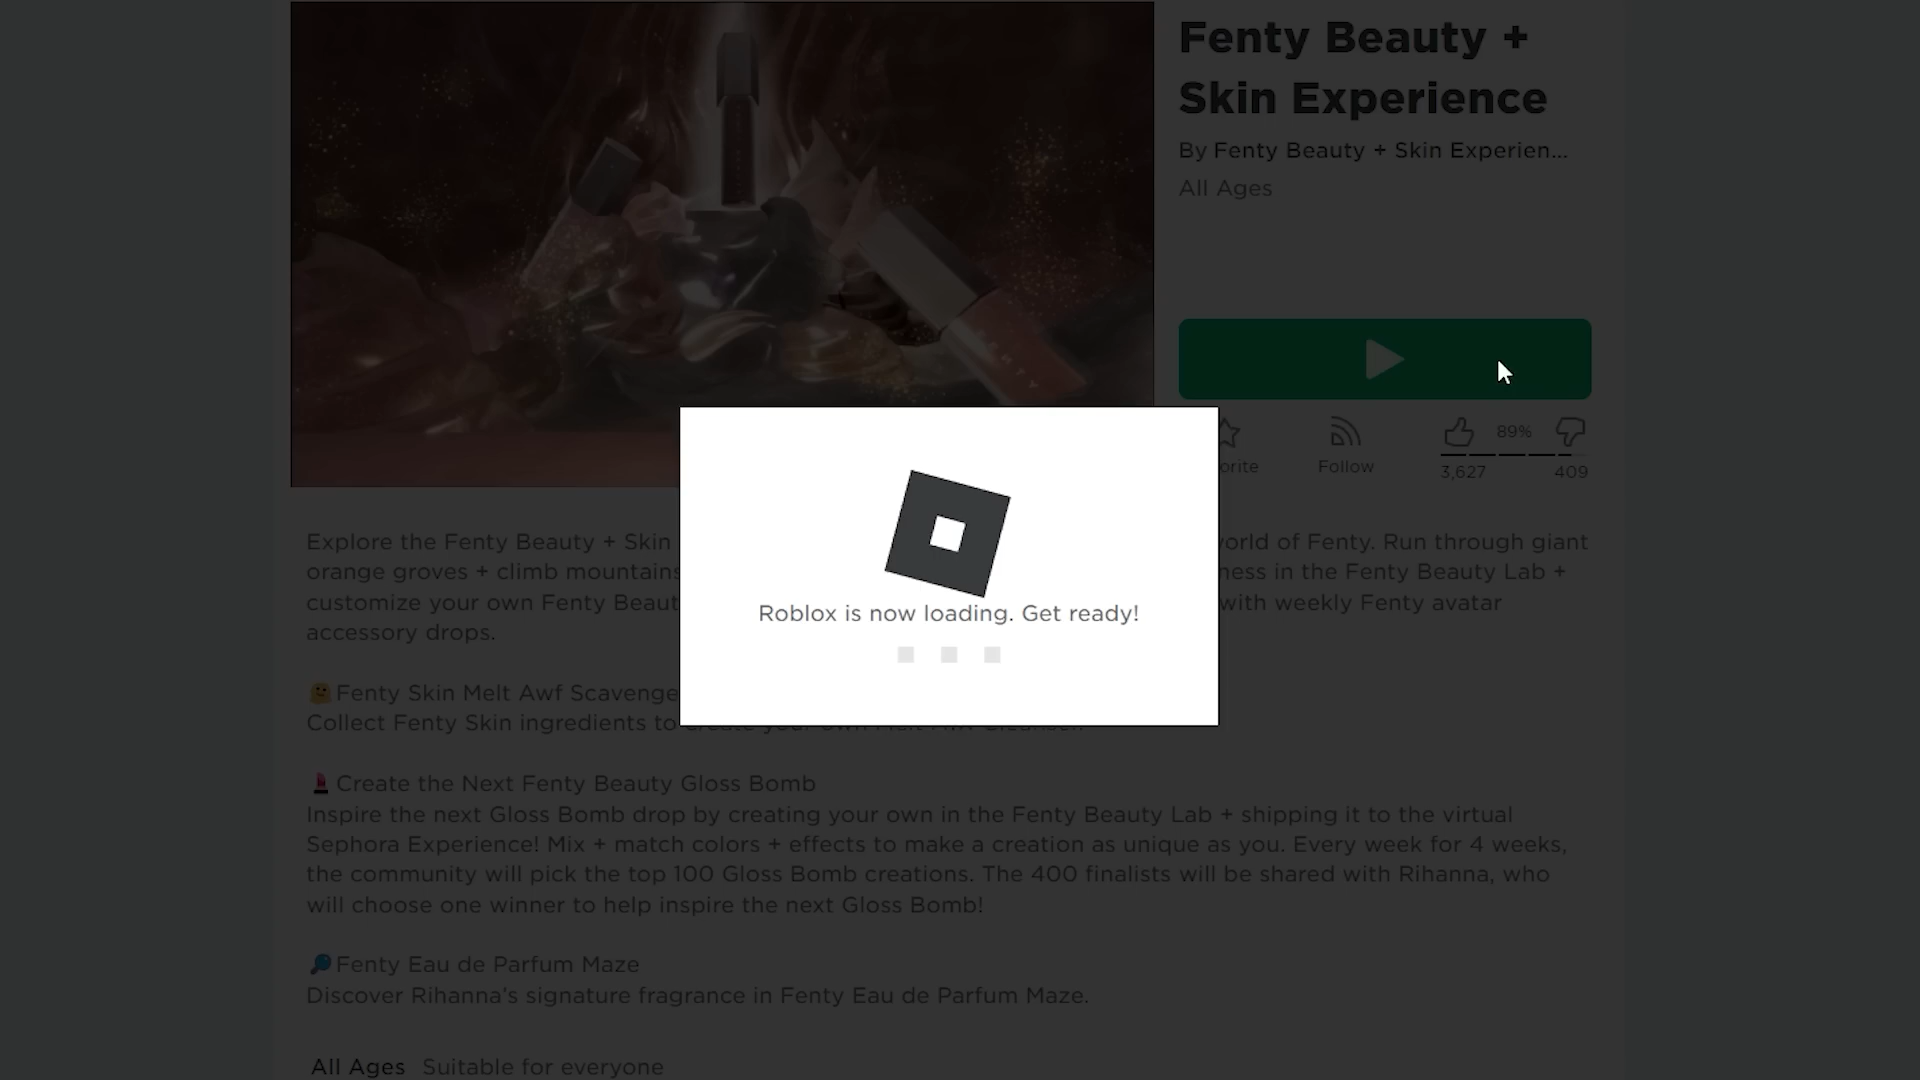 Fenty Beauty +
Skin Experience
By Fenty Beauty + Skin Experien...
All Ages
89%
orite
Follow
3,627
409
Explore the Fenty Beauty + Skin
world of Fenty. Run through giant
orange groves + climb mountains
ness in the Fenty Beauty Lab +
customize your own Fenty Beaut
with weekly Fenty avatar
accessory drops.
Roblox is now loading. Get ready!
Fenty Skin Melt Awf Scavenge
Collect Fenty Skin ingredients to create your own
Create the Next Fenty Beauty Gloss Bomb
Inspire the next Gloss Bomb drop by creating your own in the Fenty Beauty Lab + shipping it to the virtual
Sephora Experience! Mix + match colors + effects to make a creation as unique as you. Every week for 4 weeks,
the community will pick the top 100 Gloss Bomb creations. The 400 finalists will be shared with Rihanna, who
will choose one winner to help inspire the next Gloss Bomb!
Fenty Eau de Parfum Maze
Discover Rihanna's signature fragrance in Fenty Eau de Parfum Maze.
All Ages Suitable for everyone